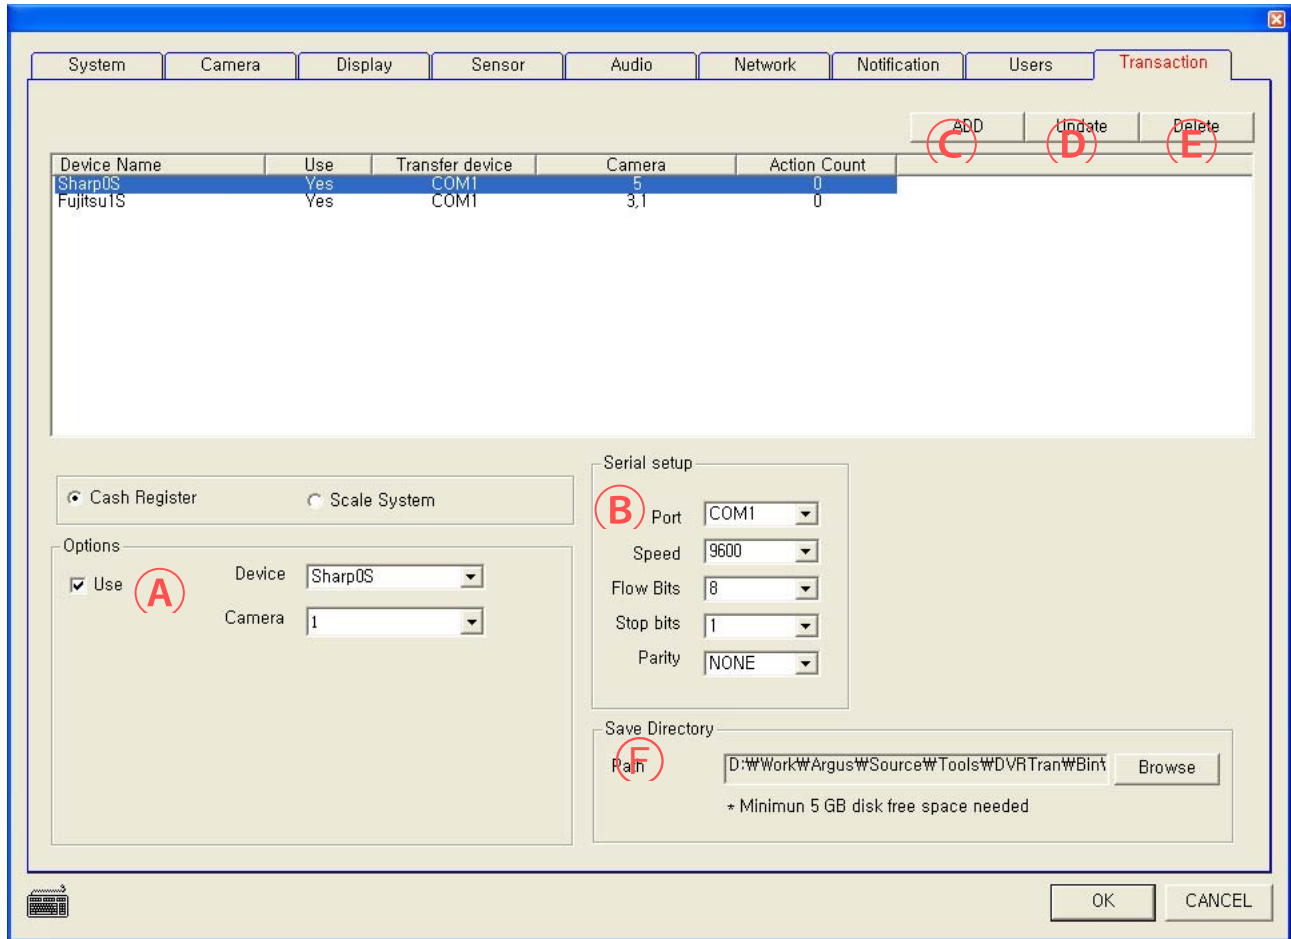 System Camera Display Sensor Audio Network Notification Users Transaction
ADD Update Delete
C D E
Device Name Use Transfer device Camera Action Count
Sharp0S Yes COM1 5 0
Fujitsu1S Yes COM1 3,1 0
Serial setup
Cash Register Scale System
B Port COM1
Options
Speed 9600
Use A Device Sharp0S
Flow Bits 8
Camera 1
Stop bits 1
Parity NONE
Save Directory
F Path D:₩Work₩Argus₩Source₩Tools₩DVRTran₩Bin₩ Browse
* Minimun 5 GB disk free space needed
OK CANCEL